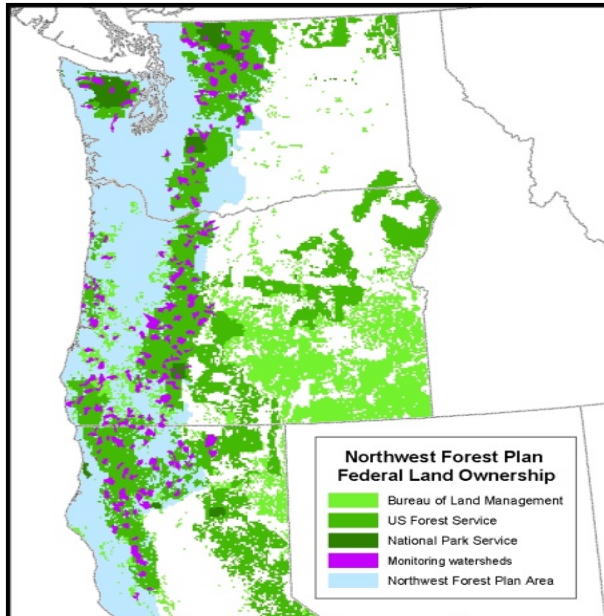 Northwest Forest Plan
Federal Land Ownership
Bureau of Land Management
US Forest Service
National Park Service
Monitoring watersheds
Northwest Forest Plan Area